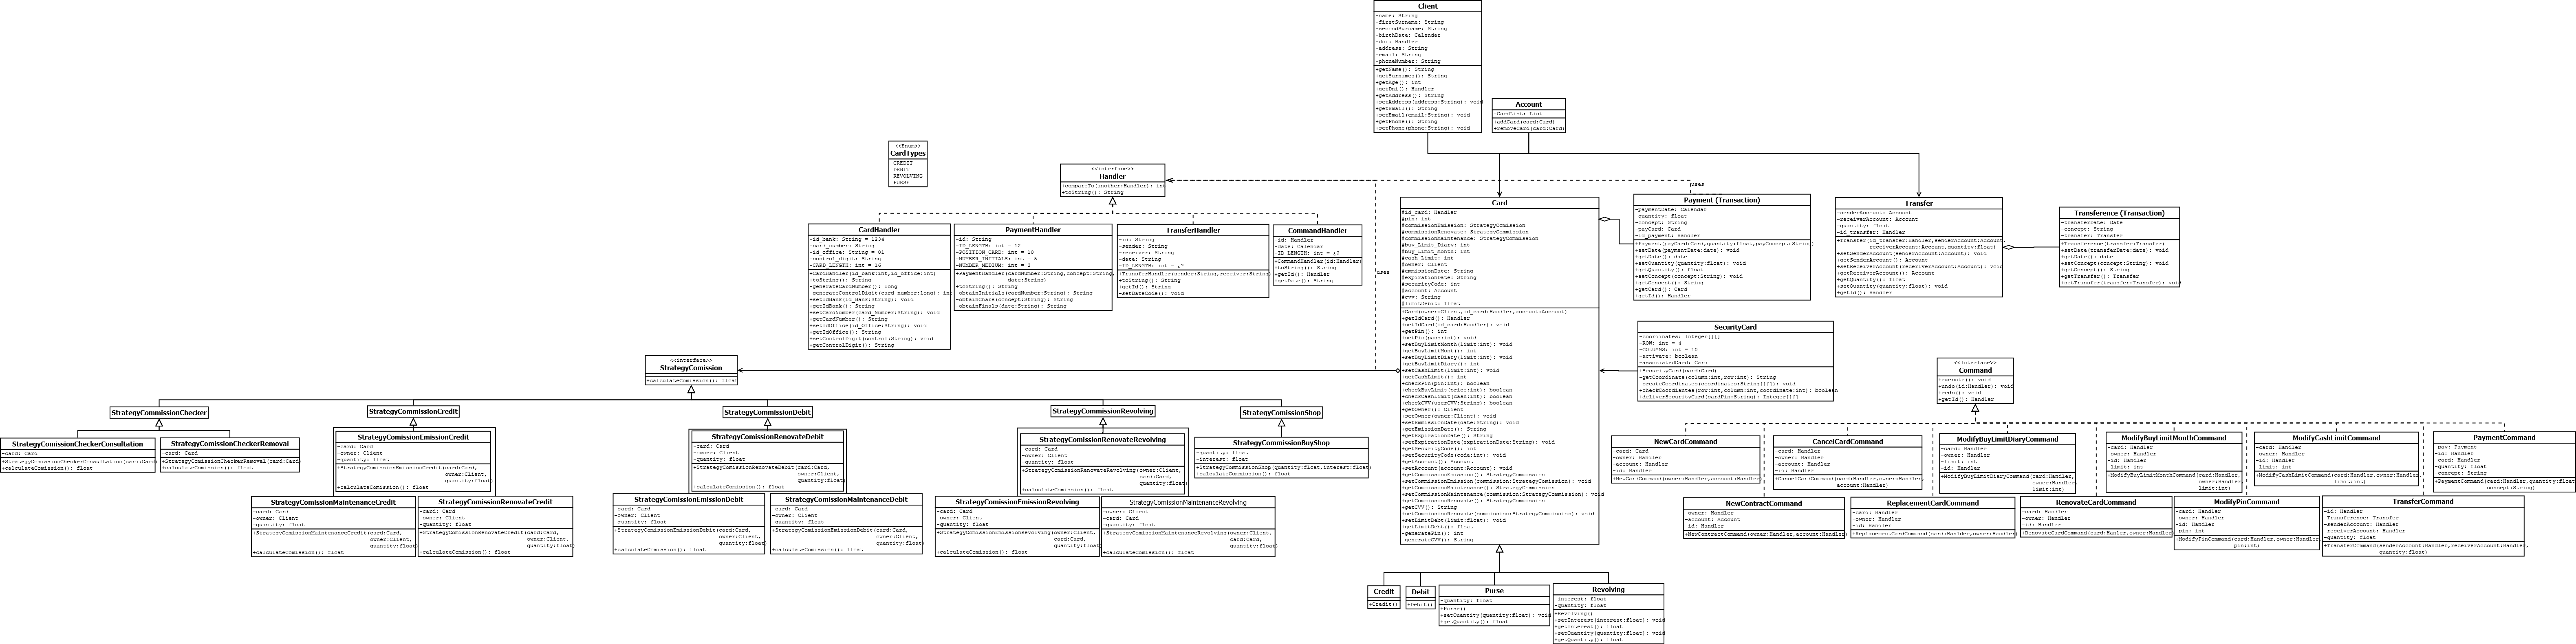 Client
-name: String
-firstSurname: String
-secondSurname: String
-birthDate: Calendar
-dni: Handler
-address: String
-email: String
-phoneNumber: String
+getName(): String
+getSurnames(): String
+getAge(): int
+getDni(): Handler
+getAddress(): String
+setAddress(address:String): void
+getEmail(): String
+setEmail(email:String): void
+getPhone(): String
+setPhone(phone:String): void
Account
-CardList: List
+addCard(card:Card)
+removeCard(card:Card)
<<Enum>>
CardTypes
CREDIT
DEBIT
REVOLVING
PURSE
<<interface>>
Handler
+compareTo(another:Handler): int
+toString(): String
uses
uses
CardHandler
-id_bank: String = 1234
-card_number: String
-id_office: String = 01
-control_digit: String
-CARD_LENGTH: int = 16
+CardHandler(id_bank:int,id_office:int)
+toString(): String
-generateCardNumber(): long
-generateControlDigit(card_number:long): int
+setIdBank(id_Bank:String): void
+getIdBank(): String
+setCardNumber(card_Number:String): void
+getCardNumber(): String
+setIdOffice(id_Office:String): void
+getIdOffice(): String
+setControlDigit(control:String): void
+getControlDigit(): String
PaymentHandler
-id: String
-ID_LENGTH: int = 12
-POSITION_CARD: int = 10
-NUMBER_INITIALS: int = 5
-NUMBER_MEDIUM: int = 3
+PaymentHandler(cardNumber:String,concept:String,
date:String)
+toString(): String
-obtainInitials(cardNumber:String): String
-obtainChars(concept:String): String
-obtainFinals(date:String): String
TransferHandler
-id: String
-sender: String
-receiver: String
-date: String
-ID_LENGTH: int = ¿?
+TransferHandler(sender:String,receiver:String)
+toString(): String
+getId(): String
-setDateCode(): void
CommandHandler
-id: Handler
-date: Calendar
-ID_LENGTH: int = ¿?
+CommandHandler(id:Handler)
+toString(): String
+getId(): Handler
+getDate(): String
Card
#id_card: Handler
#pin: int
#commissionEmission: StrategyComission
#commissionRenovate: StrategyCommission
#commissionMaintenance: StrategyCommission
#buy_Limit_Diary: int
#buy_Limit_Month: int
#cash_Limit: int
#owner: Client
#emmissionDate: String
#expirationDate: String
#securityCode: int
#account: Account
#cvv: String
#limitDebit: float
+Card(owner:Client,id_card:Handler,account:Account)
+getIdCard(): Handler
+setIdCard(id_card:Handler): void
+getPin(): int
+setPin(pass:int): void
+setBuyLimitMonth(limit:int): void
+getBuyLimitMont(): int
+setBuyLimitDiary(limit:int): void
+getBuyLimitDiary(): int
+setCashLimit(limit:int): void
+getCashLimit(): int
+checkPin(pin:int): boolean
+checkBuyLimit(price:int): boolean
+checkCashLimit(cash:int): boolean
+checkCVV(userCVV:String): boolean
+getOwner(): Client
+setOwner(owner:Client): void
+setEmmissionDate(date:String): void
+getEmissionDate(): String
+getExpirationDate(): String
+setExpirationDate(expirationDate:String): void
+getSecurityCode(): int
+setSecurityCode(code:int): void
+getAccount(): Account
+setAccount(account:Account): void
+getCommissionEmission(): StrategyCommission
+setCommissionEmission(commission:StrategyComission): void
+getCommissionMaintenance(): StrategyCommission
+setCommissionMaintenance(commission:StrategyCommission): void
+getCommissionRenovate(): StrategyCommission
+getCVV(): String
+setCommissionRenovate(commission:StrategyCommission): void
+setLimitDebt(limit:float): void
+getLimitDebt(): float
-generatePin(): int
-generateCVV(): String
Payment (Transaction)
-paymentDate: Calendar
-quantity: float
-concept: String
-payCard: Card
-id_payment: Handler
+Payment(payCard:Card,quantity:float,payConcept:String)
+setDate(paymentDate:date): void
+getDate(): date
+setQuantity(quantity:float): void
+getQuantity(): float
+setConcept(concept:String): void
+getConcept(): String
+getCard(): Card
+getId(): Handler
Transfer
-senderAccount: Account
-receiverAccount: Account
-quantity: float
-id_transfer: Handler
+Transfer(id_transfer:Handler,senderAccount:Account,
receiverAccount:Account,quantity:float)
+setSenderAccount(senderAccount:Account): void
+getSenderAccount(): Account
+setReceiverAccount(receiverAccount:Account): void
+getReceiverAccount(): Account
+getQuantity(): float
+setQuantity(quantity:float): void
+getId(): Handler
Transference (Transaction)
-transferDate: Date
-concept: String
-transfer: Transfer
+Transference(transfer:Transfer)
+setDate(transferDate:date): void
+getDate(): date
+setConcept(concept:String): void
+getConcept(): String
+getTransfer(): Transfer
+setTransfer(transfer:Transfer): void
SecurityCard
-coordinates: Integer[][]
-ROW: int = 4
-COLUMNS: int = 10
-activate: boolean
-associatedCard: Card
+SecurityCard(card:Card)
-getCoordinate(column:int,row:int): String
-createCoordinates(coordinates:String[][]): void
+checkCoordinates(row:int,column:int,coordinate:int): boolean
+deliverSecurityCard(cardPin:String): Integer[][]
<<interface>>
StrategyComission
+calculateComission(): float
<<Interface>>
Command
+execute(): void
+undo(id:Handler): void
+redo(): void
+getId(): Handler
StrategyCommissionChecker
StrategyCommissionCredit
StrategyCommissionDebit
StrategyCommissionRevolving
StrategyComissionShop
StrategyComissionCheckerConsultation
-card: Card
+StrategyComissionCheckerConsultation(card:Card)
+calculateComission(): float
StrategyComissionCheckerRemoval
-card: Card
+StrategyComissionCheckerRemoval(card:Card)
+calculateComission(): float
StrategyComissionEmissionCredit
-card: Card
-owner: Client
-quantity: float
+StrategyComissionEmissionCredit(card:Card,
owner:Client,
quantity:float)
+calculateComission(): float
StrategyComissionRenovateDebit
-card: Card
-owner: Client
-quantity: float
+StrategyComissionRenovateDebit(card:Card,
owner:Client,
quantity:float)
+calculateComission(): float
StrategyComissionRenovateRevolving
-card: Card
-owner: Client
-quantity: float
+StrategyComissionRenovateRevolving(owner:Client,
card:Card,
quantity:float)
+calculateComission(): float
StrategyCommissionBuyShop
-quantity: float
-interest: float
+StrategyComissionShop(quantity:float,interest:float)
+calculateCommission(): float
StrategyComissionMaintenanceCredit
-card: Card
-owner: Client
-quantity: float
+StrategyComissionMaintenanceCredit(card:Card,
owner:Client,
quantity:float)
+calculateComission(): float
StrategyComissionRenovateCredit
-card: Card
-owner: Client
-quantity: float
+StrategyComissionRenovateCredit(card:Card,
owner:Client,
quantity:float)
+calculateComission(): float
StrategyComissionEmissionDebit
-card: Card
-owner: Client
-quantity: float
+StrategyComissionEmissionDebit(card:Card,
owner:Client,
quantity:float)
+calculateComission(): float
StrategyComissionMaintenanceDebit
-card: Card
-owner: Client
-quantity: float
+StrategyComissionEmissionDebit(card:Card,
owner:Client,
quantity:float)
+calculateComission(): float
StrategyComissionEmissionRevolving
-card: Card
-owner: Client
-quantity: float
+StrategyComissionEmisionRevolving(owner:Client,
card:Card,
quantity:float)
+calculateComission(): float
StrategyComissionMaintenanceRevolving
-owner: Client
-card: Card
-quantity: float
+StrategyComissionMaintenanceRevolving(owner:Client,
card:Card,
quantity:float)
+calculateComission(): float
NewCardCommand
-card: Card
-owner: Handler
-account: Handler
-id: Handler
+NewCardCommand(owner:Handler,account:Handler)
CancelCardCommand
-card: Handler
-owner: Handler
-account: Handler
-id: Handler
+CancelCardCommand(card:Handler,owner:Handler,
account:Handler)
ModifyBuyLimitDiaryCommand
-card: Handler
-owner: Handler
-limit: int
-id: Handler
+ModifyBuyLimitDiaryCommand(card:Handler,
owner:Handler,
limit:int)
ModifyBuyLimitMonthCommand
-card: Handler
-owner: Handler
-id: Handler
-limit: int
+ModifyBuyLimitMonthCommand(card:Handler,
owner:Handler,
limit:int)
ModifyCashLimitCommand
-card: Handler
-owner: Handler
-id: Handler
-limit: int
+ModifyCashLimitCommand(card:Handler,owner:Handler,
limit:int)
PaymentCommand
-pay: Payment
-id: Handler
-card: Handler
-quantity: float
-concept: String
+PaymentCommand(card:Handler,quantity:float,
concept:String)
NewContractCommand
-owner: Handler
-account: Account
-id: Handler
+NewContractCommand(owner:Handler,account:Handler)
ReplacementCardCommand
-card: Handler
-owner: Handler
-id: Handler
+ReplacementCardCommand(card:Hanlder,owner:Handler)
RenovateCardCommand
-card: Handler
-owner: Handler
-id: Handler
+RenovateCardCommand(card:Handler,owner:Handler)
ModifyPinCommand
-card: Handler
-owner: Handler
-id: Handler
-pin: int
+ModifyPinCommand(card:Handler,owner:Handler,
pin:int)
TransferCommand
-id: Handler
-Transference: Transfer
-senderAccount: Handler
-receiverAccount: Handler
-quantity: float
+TransferCommand(senderAccount:Handler,receiverAccount:Handler,
quantity:float)
Credit
+Credit()
Debit
+Debit()
Purse
-quantity: float
+Purse()
+setQuantity(quantity:float): void
+getQuantity(): float
Revolving
-interest: float
-quantity: float
+Revolving()
+setInterest(interest:float): void
+getInterest(): float
+setQuantity(quantity:float): void
+getQuantity(): float